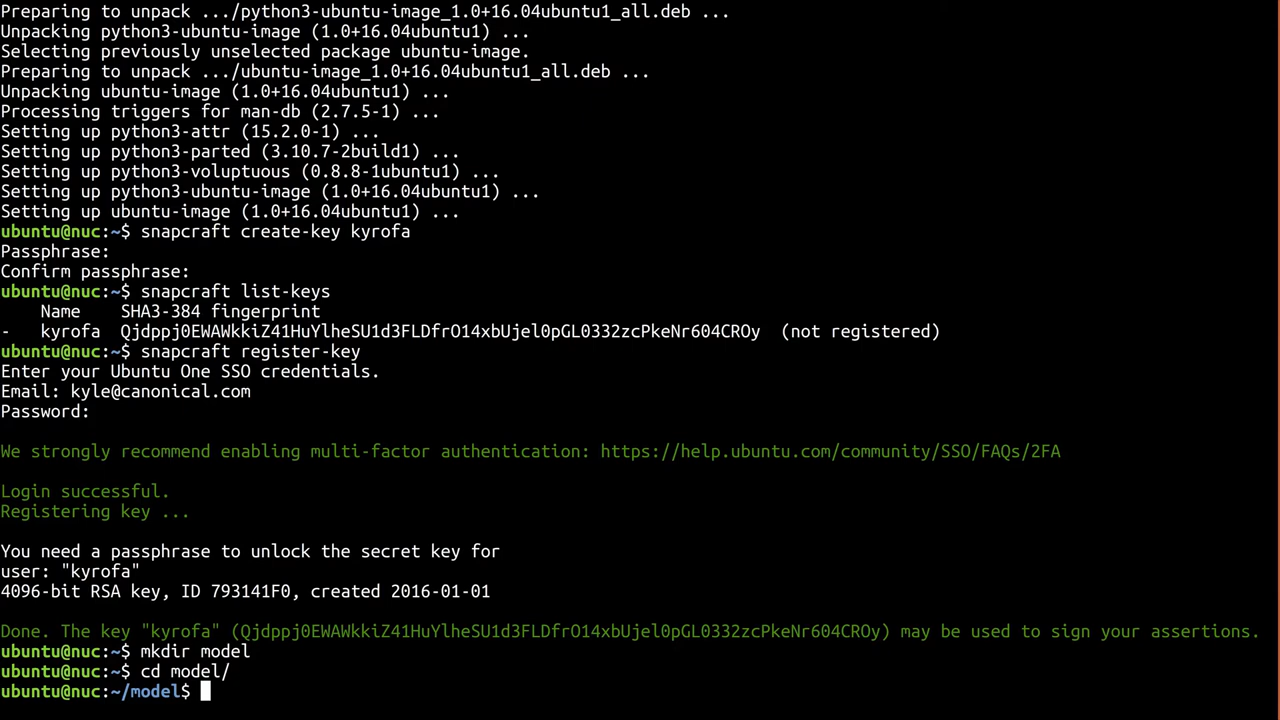 Preparing to unpack .../python3-ubuntu-image_1.0+16.04ubuntu1_all.deb ...
Unpacking python3-ubuntu-image (1.0+16.04ubuntu1) ...
Selecting previously unselected package ubuntu-image.
Preparing to unpack .../ubuntu-image_1.0+16.04ubuntu1_all.deb ...
Unpacking ubuntu-image (1.0+16.04ubuntu1) ...
Processing triggers for man-db (2.7.5-1) ...
Setting up python3-attr (15.2.0-1) ...
Setting up python3-parted (3.10.7-2build1) ...
Setting up python3-voluptuous (0.8.8-1ubuntu1) ...
Setting up python3-ubuntu-image (1.0+16.04ubuntu1) ...
Setting up ubuntu-image (1.0+16.04ubuntu1) ...
ubuntu@nuc:~$ snapcraft create-key kyrofa
Passphrase:
Confirm passphrase:
ubuntu@nuc:~$ snapcraft list-keys
Name SHA3-384 fingerprint
- kyrofa Qjdppj0EWAWkkiZ41HuYlheSU1d3FLDfrO14xbUjel0pGL0332zcPkeNr604CROy (not registered)
ubuntu@nuc:~$ snapcraft register-key
Enter your Ubuntu One SSO credentials.
Email: kyle@canonical.com
Password:
We strongly recommend enabling multi-factor authentication: https://help.ubuntu.com/community/SSO/FAQs/2FA
Login successful.
Registering key ...
You need a passphrase to unlock the secret key for
user: "kyrofa"
4096-bit RSA key, ID 793141F0, created 2016-01-01
Done. The key "kyrofa" (Qjdppj0EWAWkkiZ41HuYlheSU1d3FLDfrO14xbUjel0pGL0332zcPkeNr604CROy) may be used to sign your assertions.
ubuntu@nuc:~$ mkdir model
ubuntu@nuc:~$ cd model/
ubuntu@nuc:~/model$